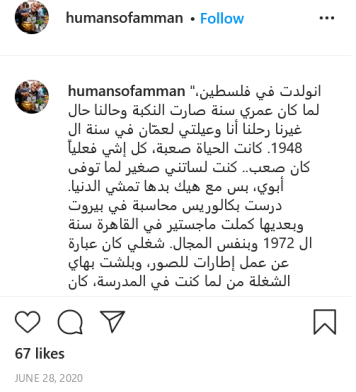 humansofamman • Follow
humansofamman "انولدت في فلسطين،
لما كان عمري سنة صارت النكبة وحالنا حال
غيرنا رحلنا أنا وعيلتي لعمّان في سنة ال
1948. كانت الحياة صعبة، كل إشي فعلياً
كان صعب.. كنت لساتني صغير لما توفى
أبوي، بس مع هيك بدها تمشي الدنيا.
درست بكالوريس محاسبة في بيروت
وبعديها كملت ماجستير في القاهرة سنة
ال 1972 وبنفس المجال. شغلي كان عبارة
عن عمل إطارات للصور، وبلشت بهاي
الشغلة من لما كنت في المدرسة، كان
67 likes
JUNE 28, 2020